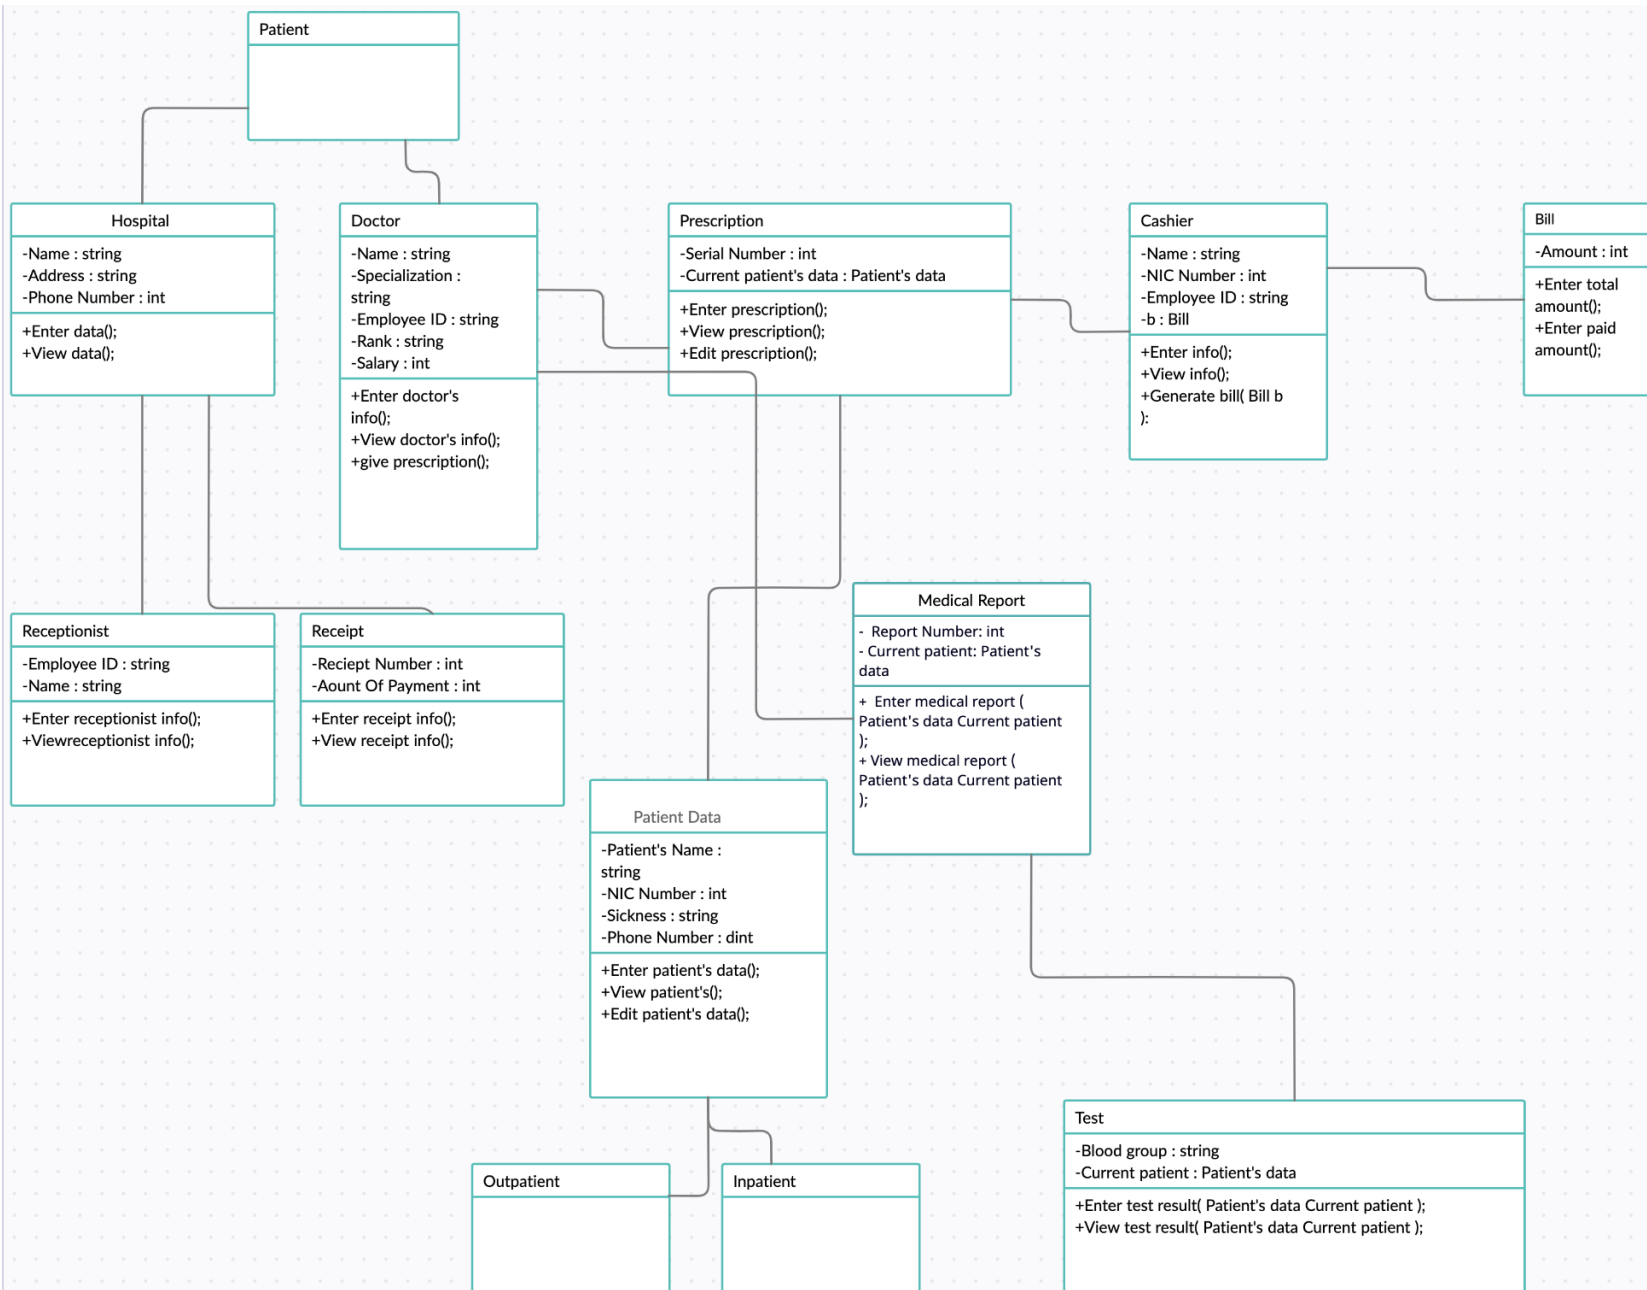 Patient
Hospital
-Name : string
-Address : string
-Phone Number : int
+Enter data();
+View data();
Doctor
-Name : string
-Specialization :
string
-Employee ID : string
-Rank : string
-Salary : int
+Enter doctor's
info();
+View doctor's info();
+give prescription();
Prescription
-Serial Number : int
-Current patient's data : Patient's data
+Enter prescription();
+View prescription();
+Edit prescription();
Cashier
-Name : string
-NIC Number : int
-Employee ID : string
-b : Bill
+Enter info();
+View info();
+Generate bill( Bill b
):
Bill
-Amount : int
+Enter total
amount();
+Enter paid
amount();
Receptionist
-Employee ID : string
-Name : string
+Enter receptionist info();
+Viewreceptionist info();
Receipt
-Reciept Number : int
-Aount Of Payment : int
+Enter receipt info();
+View receipt info();
Medical Report
- Report Number: int
- Current patient: Patient's
data
+ Enter medical report (
Patient's data Current patient
);
+ View medical report (
Patient's data Current patient
);
Patient Data
-Patient's Name :
string
-NIC Number : int
-Sickness : string
-Phone Number : dint
+Enter patient's data();
+View patient's();
+Edit patient's data();
Outpatient
Inpatient
Test
-Blood group : string
-Current patient : Patient's data
+Enter test result( Patient's data Current patient );
+View test result( Patient's data Current patient );